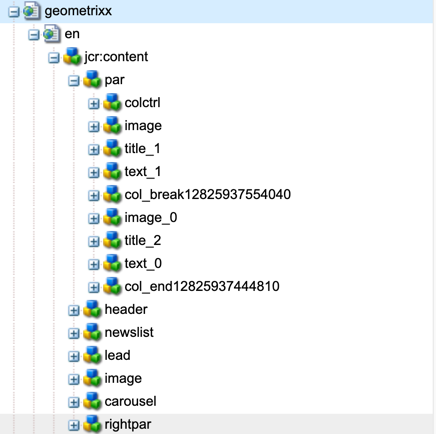 geometrixx
en
jcr:content
par
colctrl
image
title_1
text_1
col_break12825937554040
image_0
title_2
text_0
col_end12825937444810
header
newslist
lead
image
carousel
rightpar